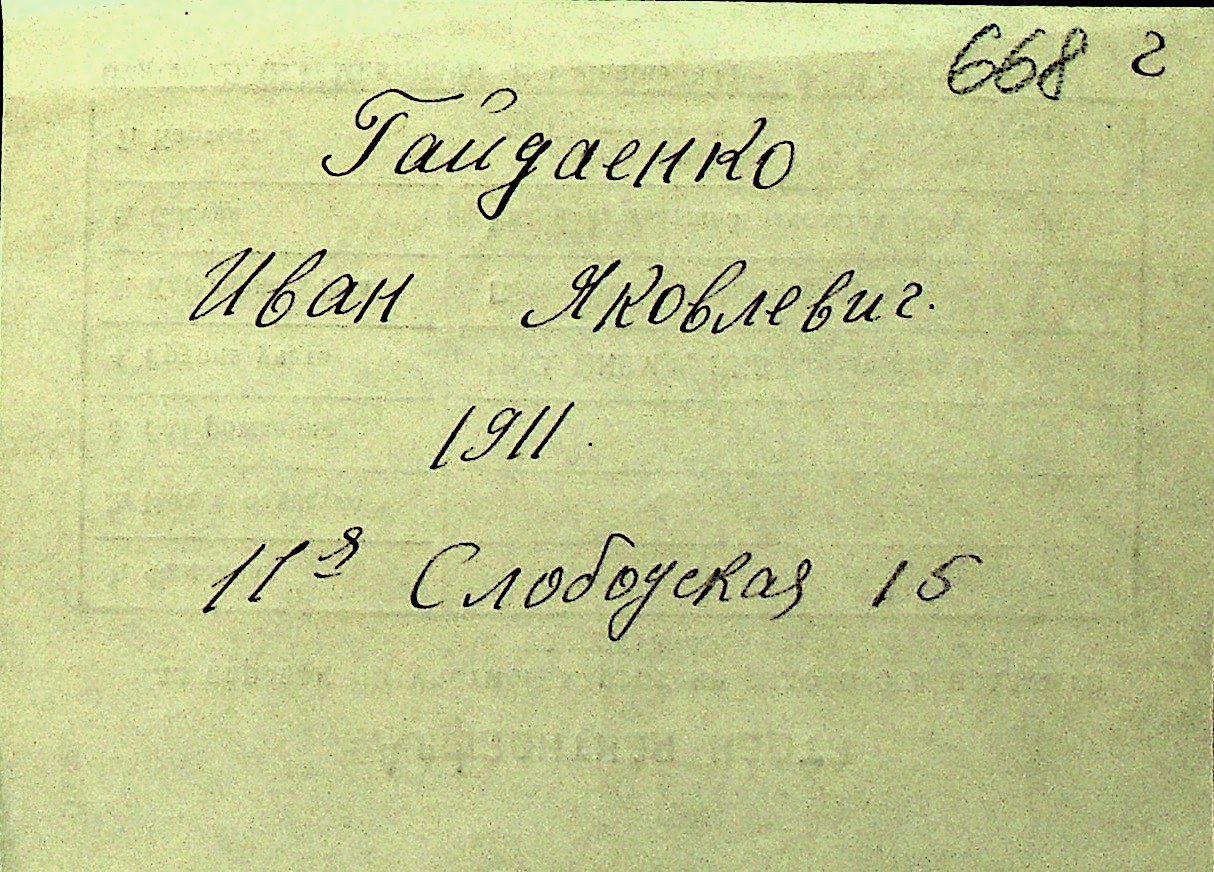 668 г
Гайдаенко
Иван Яковлевич.
1911.
11я Слободская 15